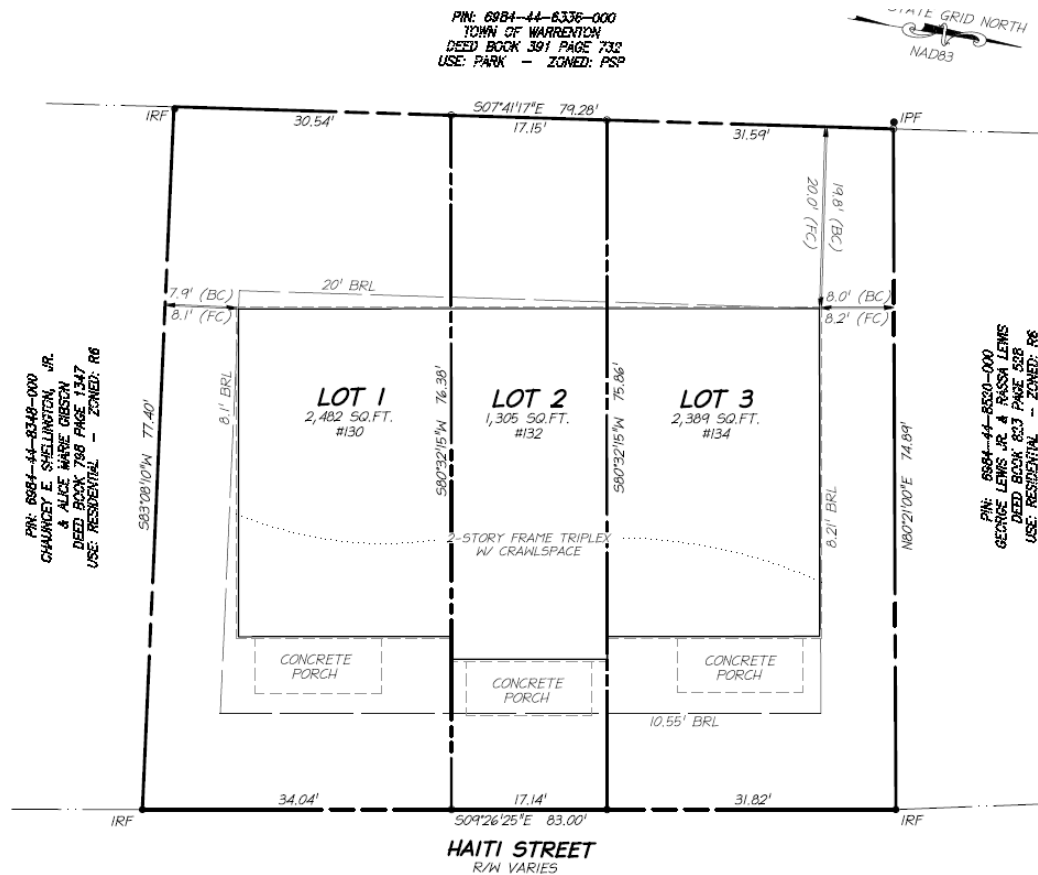 PIN: 6984-44-6336-000
TOWN OF WARRENTON
DEED BOOK 391 PAGE 732
USE: PARK — ZONED: PSP
STATE GRID NORTH
NAD83
IRF
30.54'
S07°41'17"E 79.28'
17.15'
31.59'
IPF
20.0' (FC)
19.8' (BC)
20' BRL
7.9' (BC)
8.1' (FC)
8.0' (BC)
8.2' (FC)
PIN: 6984-44-8348-000
CHAUNCEY E. SHELLINGTON, JR.
& ALICE MARIE GIBSON
DEED BOOK 798 PAGE 1347
USE: RESIDENTIAL — ZONED: R6
S83°08'10"W 77.40'
8.1' BRL
LOT 1
2,482 SQ.FT.
#130
S80°32'15"W 76.38'
LOT 2
1,305 SQ.FT.
#132
S80°32'15"W 75.86'
LOT 3
2,389 SQ.FT.
#134
8.21' BRL
N80°21'00"E 74.89'
PIN: 6984-44-8520-000
GEORGE LEWIS JR. & RASSA LEWIS
DEED BOOK 823 PAGE 528
USE: RESIDENTIAL — ZONED: R6
2-STORY FRAME TRIPLEX
W/ CRAWLSPACE
CONCRETE
PORCH
CONCRETE
PORCH
CONCRETE
PORCH
10.55' BRL
34.04'
17.14'
31.82'
IRF
S09°26'25"E 83.00'
IRF
HAITI STREET
R/W VARIES